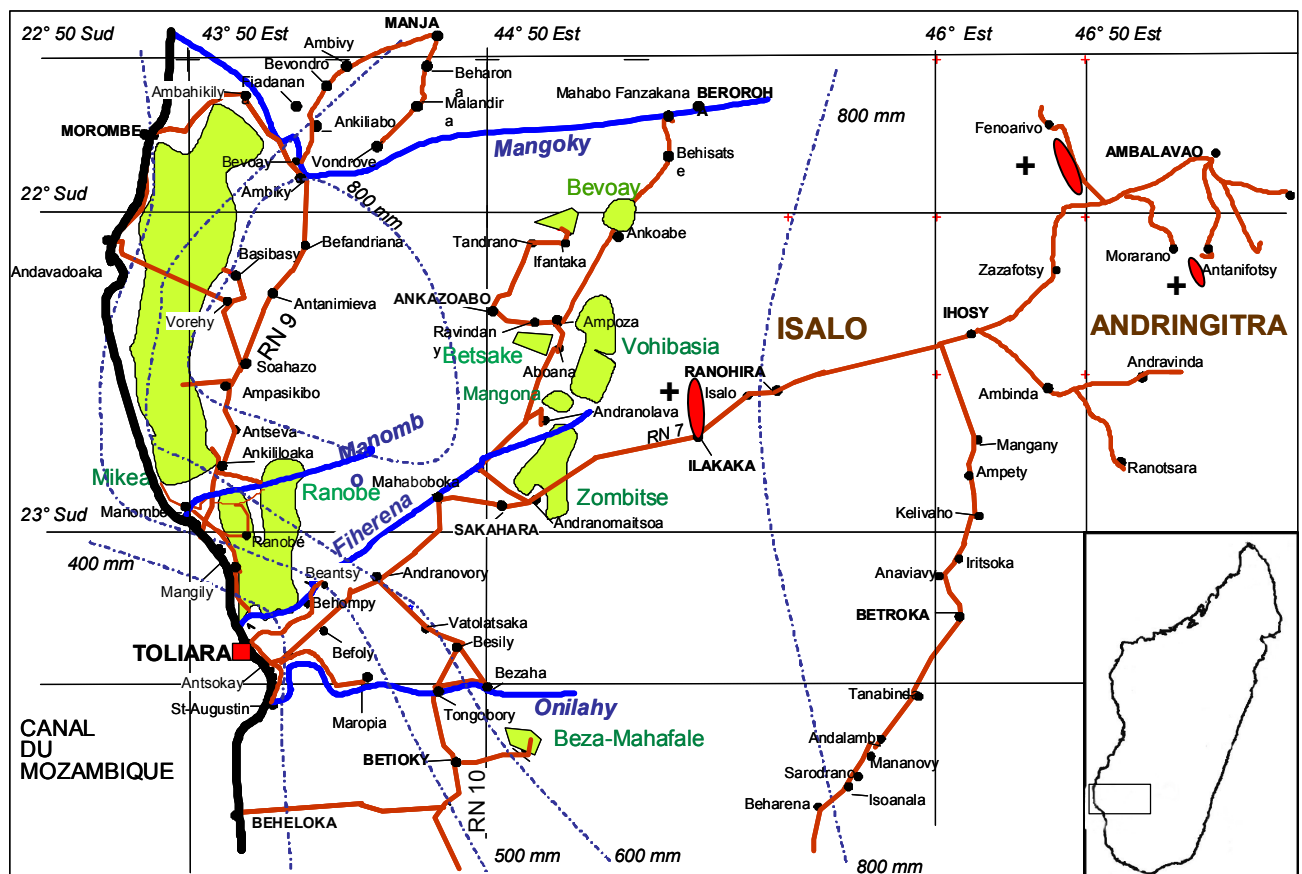 MANJA
22° 50 Sud
43° 50 Est
44° 50 Est
46° Est
46° 50 Est
Ambivy
Bevondro
Fiadanan
a
Beharon
a
Ambahikily
Mahabo Fanzakana
BEROROH
A
Malandir
a
800 mm
Fenoarivo
+
MOROMBE
Ankiliabo
Mangoky
AMBALAVAO
Bevoay
Vondrove
Behisats
e
Ambiky
800 mm
Bevoay
22° Sud
Befandriana
Tandrano
Ankoabe
Basibasy
Ifantaka
Morarano
Antanifotsy
+
Andavadoaka
Zazafotsy
Antanimieva
ANKAZOABO
Vorehy
RN 9
Ravindan
y
Ampoza
IHOSY
ISALO
ANDRINGITRA
Betsake
Vohibasia
Soahazo
Aboana
RANOHIRA
Andravinda
Ampasikibo
Mangona
+
Isalo
Ambinda
Andranolava
Antseva
Manomb
o
RN 7
Mangany
Ankililoaka
ILAKAKA
Ranotsara
Mikea
Ranobe
Mahaboboka
Ampety
Manombo
Fiherena
Zombitse
23° Sud
SAKAHARA
Andranomaitsoa
Kelivaho
Ranobé
400 mm
Beantsy
Andranovory
Iritsoka
Mangily
Anaviavy
Behompy
BETROKA
Vatolatsaka
TOLIARA
Befoly
Besily
Antsokay
Bezaha
Tanabind
St-Augustin
Maropia
Tongobory
Onilahy
CANAL
DU
MOZAMBIQUE
Beza-Mahafale
Andalamb
BETIOKY
Mananovy
Sarodrano
Isoanala
Beharena
BEHELOKA
RN 10
500 mm
600 mm
800 mm